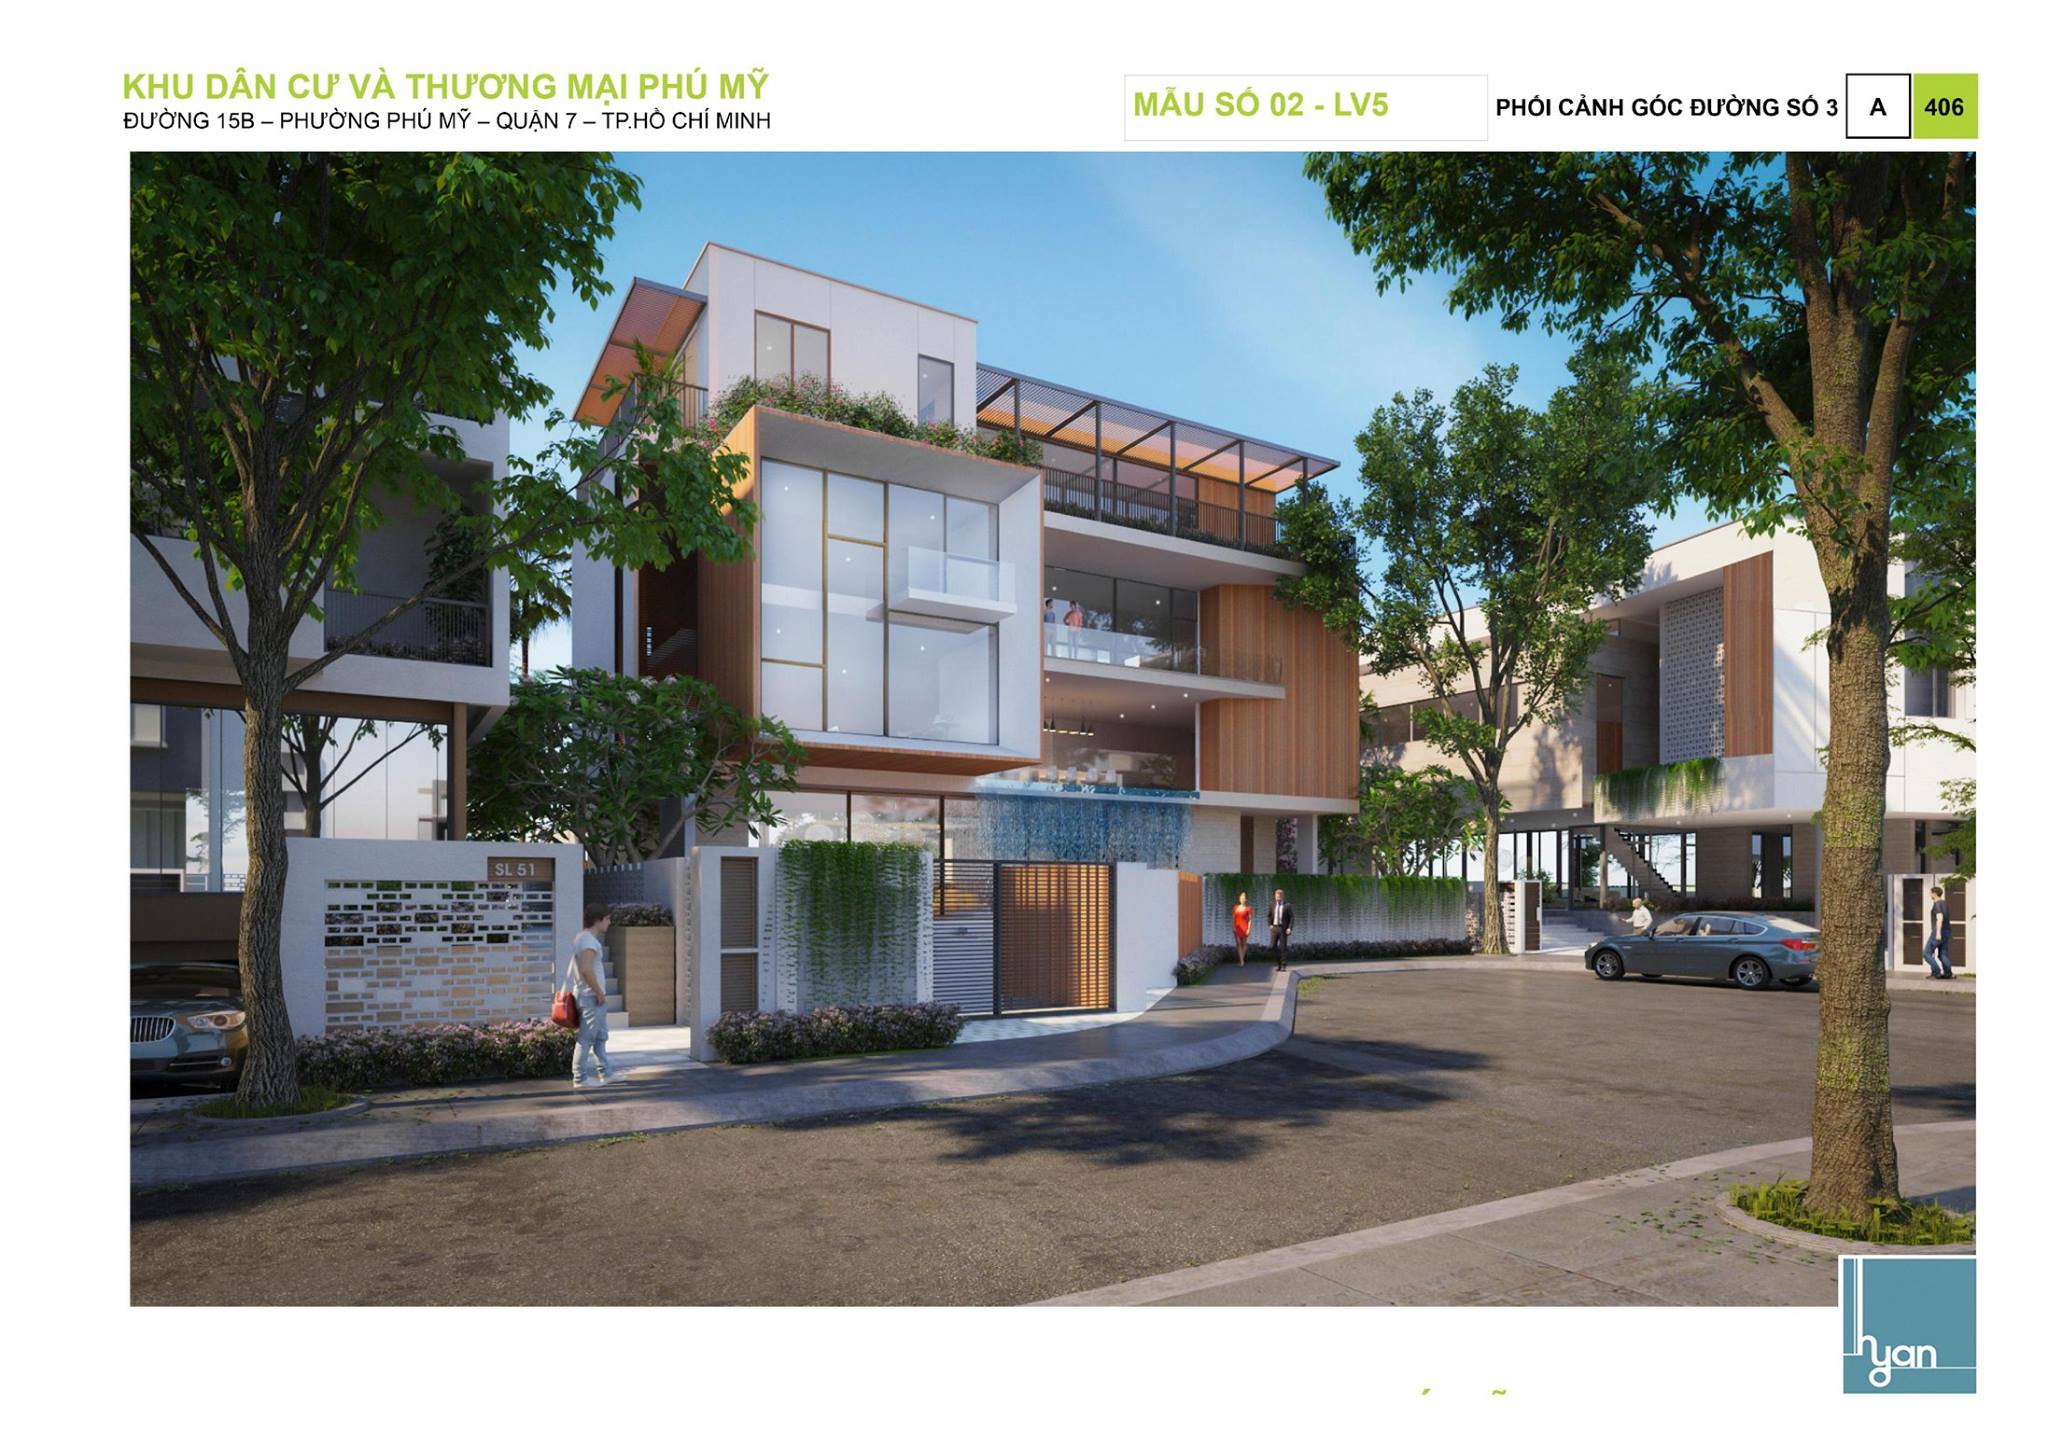 KHU DÂN CƯ VÀ THƯƠNG MẠI PHÚ MỸ
ĐƯỜNG 15B – PHƯỜNG PHÚ MỸ – QUẬN 7 – TP.HỒ CHÍ MINH
MẪU SỐ 02 - LV5
PHỐI CẢNH GÓC ĐƯỜNG SỐ 3
A
406
SL 51
hyan